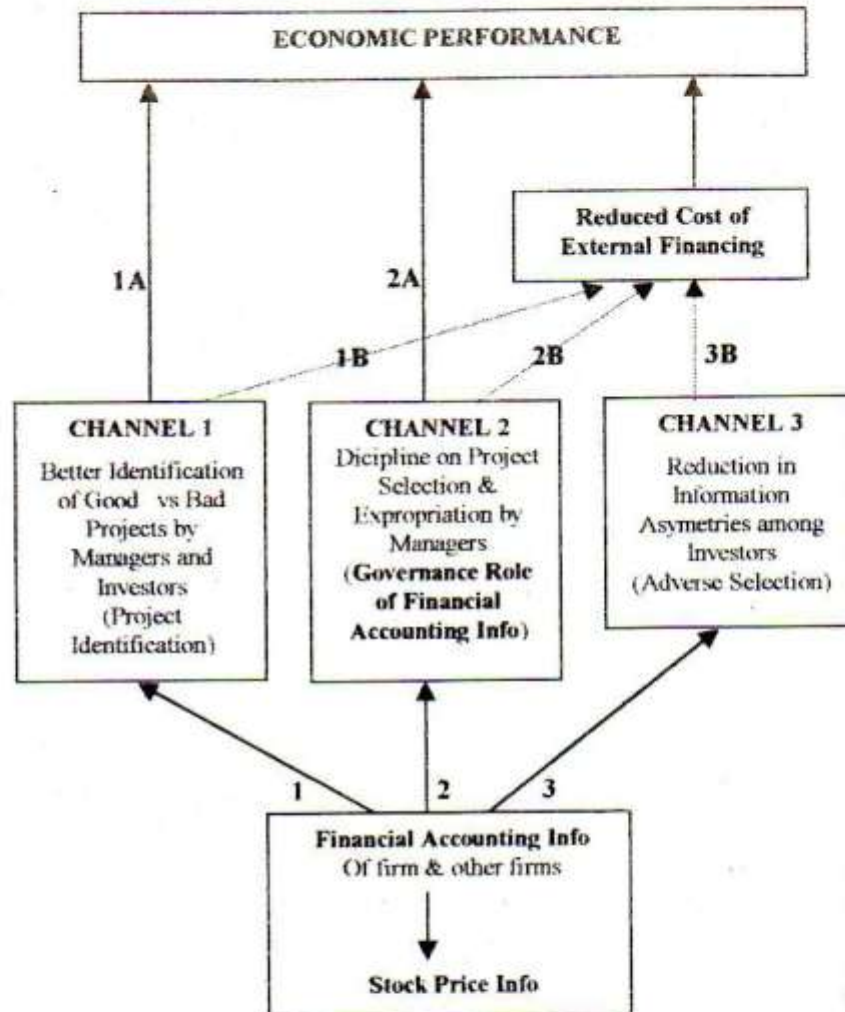 ECONOMIC PERFORMANCE
Reduced Cost of
External Financing
1A
2A
1B
2B
3B
CHANNEL 1
Better Identification
of Good vs Bad
Projects by
Managers and
Investors
(Project
Identification)
CHANNEL 2
Dicipline on Project
Selection &
Expropriation by
Managers
(Governance Role
of Financial
Accounting Info)
CHANNEL 3
Reduction in
Information
Asymetries among
Investors
(Adverse Selection)
1
2
3
Financial Accounting Info
Of firm & other firms
Stock Price Info